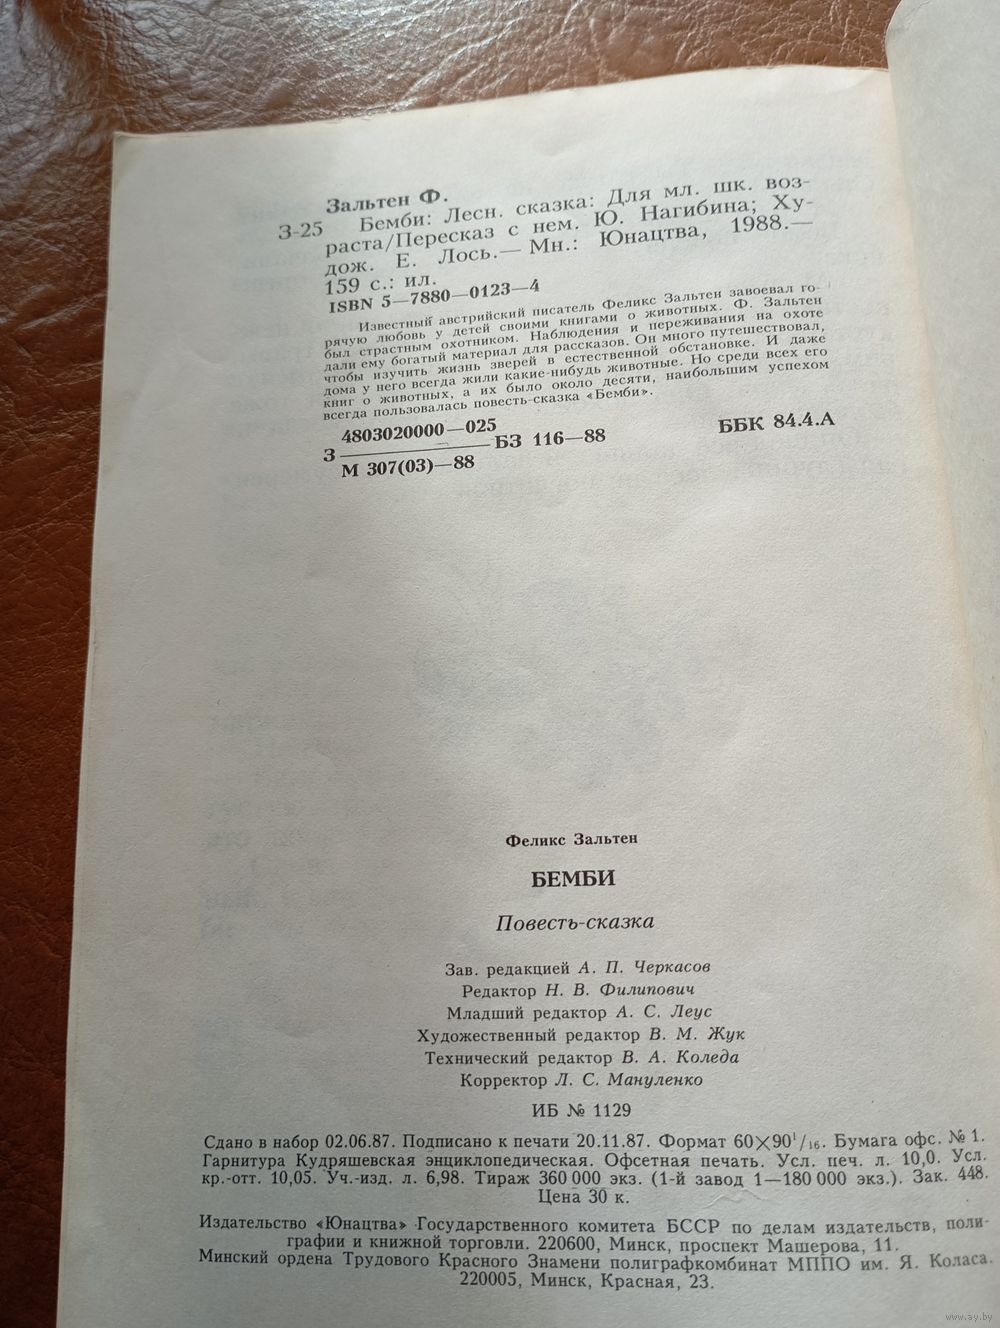 Зальтен Ф.
З-25 Бемби: Лесн. сказка: Для мл. шк. воз-
раста/Пересказ с нем. Ю. Нагибина; Ху-
дож. Е. Лось.— Мн.: Юнацтва, 1988.—
159 с.: ил.
ISBN 5—7880—0123—4
Известный австрийский писатель Феликс Зальтен завоевал го-
рячую любовь у детей своими книгами о животных. Ф. Зальтен
был страстным охотником. Наблюдения и переживания на охоте
дали ему богатый материал для рассказов. Он много путешествовал,
чтобы изучить жизнь зверей в естественной обстановке. И даже
дома у него всегда жили какие-нибудь животные. Но среди всех его
книг о животных, а их было около десяти, наибольшим успехом
всегда пользовалась повесть-сказка «Бемби».
4803020000—025
З БЗ 116—88 ББК 84.4.А
М 307(03)—88
Феликс Зальтен
БЕМБИ
Повесть-сказка
Зав. редакцией А. П. Черкасов
Редактор Н. В. Филипович
Младший редактор А. С. Леус
Художественный редактор В. М. Жук
Технический редактор В. А. Коледа
Корректор Л. С. Мануленко
ИБ № 1129
Сдано в набор 02.06.87. Подписано к печати 20.11.87. Формат 60×90¹/₁₆. Бумага офс. № 1.
Гарнитура Кудряшевская энциклопедическая. Офсетная печать. Усл. печ. л. 10,0. Усл.
кр.-отт. 10,05. Уч.-изд. л. 6,98. Тираж 360 000 экз. (1-й завод 1—180 000 экз.). Зак. 448.
Цена 30 к.
Издательство «Юнацтва» Государственного комитета БССР по делам издательств, поли-
графии и книжной торговли. 220600, Минск, проспект Машерова, 11.
Минский ордена Трудового Красного Знамени полиграфкомбинат МППО им. Я. Коласа.
220005, Минск, Красная, 23.
www.ay.by